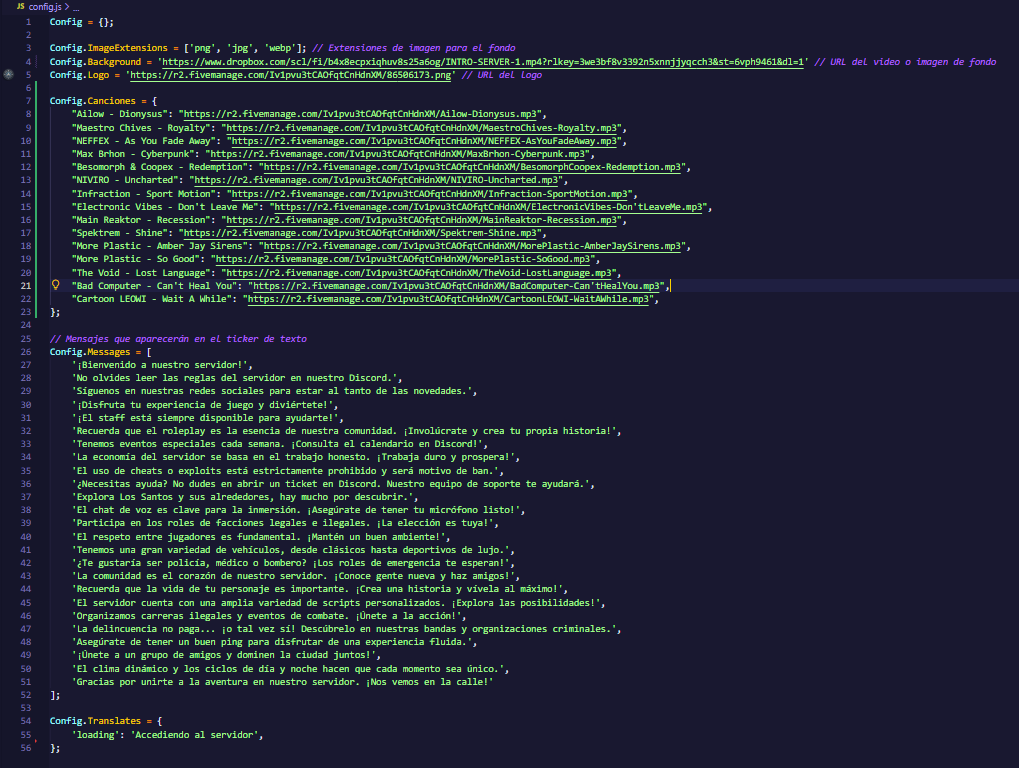 JS config.js > ...
1 Config = {};
2
3 Config.ImageExtensions = ['png', 'jpg', 'webp']; // Extensiones de imagen para el fondo
4 Config.Background = 'https://www.dropbox.com/scl/fi/b4x8ecpxiqhuv8s25a6og/INTRO-SERVER-1.mp4?rlkey=3we3bf8v3392n5xnnjjyqcch3&st=6vph9461&dl=1' // URL del video o imagen de fondo
5 Config.Logo = 'https://r2.fivemanage.com/Iv1pvu3tCAOfqtCnHdnXM/86506173.png' // URL del logo
6
7 Config.Canciones = {
8 "Ailow - Dionysus": "https://r2.fivemanage.com/Iv1pvu3tCAOfqtCnHdnXM/Ailow-Dionysus.mp3",
9 "Maestro Chives - Royalty": "https://r2.fivemanage.com/Iv1pvu3tCAOfqtCnHdnXM/MaestroChives-Royalty.mp3",
10 "NEFFEX - As You Fade Away": "https://r2.fivemanage.com/Iv1pvu3tCAOfqtCnHdnXM/NEFFEX-AsYouFadeAway.mp3",
11 "Max Brhon - Cyberpunk": "https://r2.fivemanage.com/Iv1pvu3tCAOfqtCnHdnXM/MaxBrhon-Cyberpunk.mp3",
12 "Besomorph & Coopex - Redemption": "https://r2.fivemanage.com/Iv1pvu3tCAOfqtCnHdnXM/BesomorphCoopex-Redemption.mp3",
13 "NIVIRO - Uncharted": "https://r2.fivemanage.com/Iv1pvu3tCAOfqtCnHdnXM/NIVIRO-Uncharted.mp3",
14 "Infraction - Sport Motion": "https://r2.fivemanage.com/Iv1pvu3tCAOfqtCnHdnXM/Infraction-SportMotion.mp3",
15 "Electronic Vibes - Don't Leave Me": "https://r2.fivemanage.com/Iv1pvu3tCAOfqtCnHdnXM/ElectronicVibes-Don'tLeaveMe.mp3",
16 "Main Reaktor - Recession": "https://r2.fivemanage.com/Iv1pvu3tCAOfqtCnHdnXM/MainReaktor-Recession.mp3",
17 "Spektrem - Shine": "https://r2.fivemanage.com/Iv1pvu3tCAOfqtCnHdnXM/Spektrem-Shine.mp3",
18 "More Plastic - Amber Jay Sirens": "https://r2.fivemanage.com/Iv1pvu3tCAOfqtCnHdnXM/MorePlastic-AmberJaySirens.mp3",
19 "More Plastic - So Good": "https://r2.fivemanage.com/Iv1pvu3tCAOfqtCnHdnXM/MorePlastic-SoGood.mp3",
20 "The Void - Lost Language": "https://r2.fivemanage.com/Iv1pvu3tCAOfqtCnHdnXM/TheVoid-LostLanguage.mp3",
21 "Bad Computer - Can't Heal You": "https://r2.fivemanage.com/Iv1pvu3tCAOfqtCnHdnXM/BadComputer-Can'tHealYou.mp3",
22 "Cartoon LEOWI - Wait A While": "https://r2.fivemanage.com/Iv1pvu3tCAOfqtCnHdnXM/CartoonLEOWI-WaitAWhile.mp3",
23 };
24
25 // Mensajes que aparecerán en el ticker de texto
26 Config.Messages = [
27 '¡Bienvenido a nuestro servidor!',
28 'No olvides leer las reglas del servidor en nuestro Discord.',
29 'Síguenos en nuestras redes sociales para estar al tanto de las novedades.',
30 '¡Disfruta tu experiencia de juego y diviértete!',
31 '¡El staff está siempre disponible para ayudarte!',
32 'Recuerda que el roleplay es la esencia de nuestra comunidad. ¡Involúcrate y crea tu propia historia!',
33 'Tenemos eventos especiales cada semana. ¡Consulta el calendario en Discord!',
34 'La economía del servidor se basa en el trabajo honesto. ¡Trabaja duro y prospera!',
35 'El uso de cheats o exploits está estrictamente prohibido y será motivo de ban.',
36 '¿Necesitas ayuda? No dudes en abrir un ticket en Discord. Nuestro equipo de soporte te ayudará.',
37 'Explora Los Santos y sus alrededores, hay mucho por descubrir.',
38 'El chat de voz es clave para la inmersión. ¡Asegúrate de tener tu micrófono listo!',
39 'Participa en los roles de facciones legales e ilegales. ¡La elección es tuya!',
40 'El respeto entre jugadores es fundamental. ¡Mantén un buen ambiente!',
41 'Tenemos una gran variedad de vehículos, desde clásicos hasta deportivos de lujo.',
42 '¿Te gustaría ser policía, médico o bombero? ¡Los roles de emergencia te esperan!',
43 'La comunidad es el corazón de nuestro servidor. ¡Conoce gente nueva y haz amigos!',
44 'Recuerda que la vida de tu personaje es importante. ¡Crea una historia y vívela al máximo!',
45 'El servidor cuenta con una amplia variedad de scripts personalizados. ¡Explora las posibilidades!',
46 'Organizamos carreras ilegales y eventos de combate. ¡Únete a la acción!',
47 'La delincuencia no paga... ¡o tal vez sí! Descúbrelo en nuestras bandas y organizaciones criminales.',
48 'Asegúrate de tener un buen ping para disfrutar de una experiencia fluida.',
49 '¡Únete a un grupo de amigos y dominen la ciudad juntos!',
50 'El clima dinámico y los ciclos de día y noche hacen que cada momento sea único.',
51 'Gracias por unirte a la aventura en nuestro servidor. ¡Nos vemos en la calle!'
52 ];
53
54 Config.Translates = {
55 'loading': 'Accediendo al servidor',
56 };